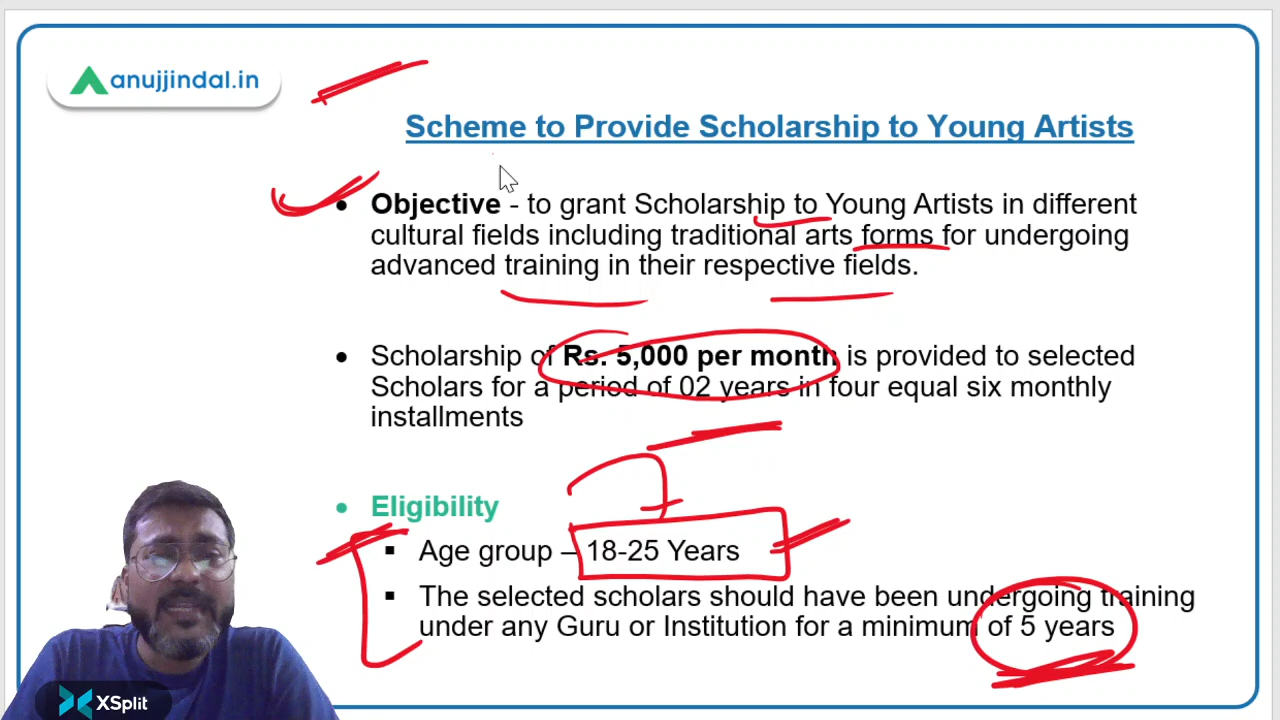 anujjindal.in
Scheme to Provide Scholarship to Young Artists
• Objective - to grant Scholarship to Young Artists in different
cultural fields including traditional arts forms for undergoing
advanced training in their respective fields.
• Scholarship of Rs. 5,000 per month is provided to selected
Scholars for a period of 02 years in four equal six monthly
installments
• Eligibility
▪ Age group – 18-25 Years
▪ The selected scholars should have been undergoing training
under any Guru or Institution for a minimum of 5 years
XSplit